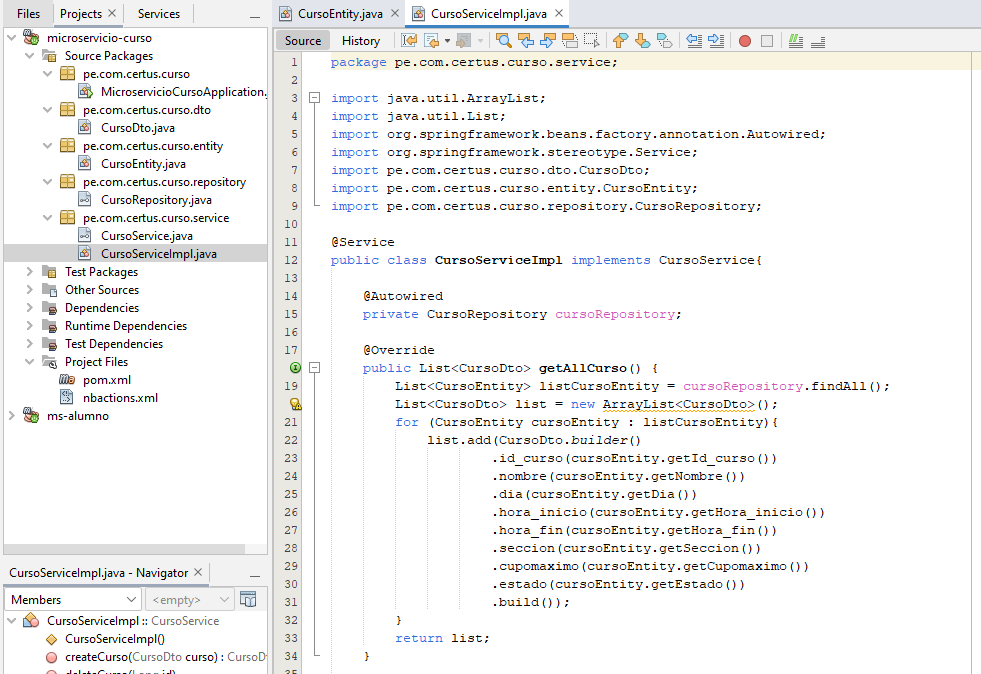 Files Projects Services
microservicio-curso
Source Packages
pe.com.certus.curso
MicroservicioCursoApplication.
pe.com.certus.curso.dto
CursoDto.java
pe.com.certus.curso.entity
CursoEntity.java
pe.com.certus.curso.repository
CursoRepository.java
pe.com.certus.curso.service
CursoService.java
CursoServiceImpl.java
Test Packages
Other Sources
Dependencies
Runtime Dependencies
Test Dependencies
Project Files
pom.xml
nbactions.xml
ms-alumno
CursoServiceImpl.java - Navigator
Members <empty>
CursoServiceImpl :: CursoService
CursoServiceImpl()
createCurso(CursoDto curso) : CursoDt
deleteCurso(Long id)
CursoEntity.java CursoServiceImpl.java
Source History
1 package pe.com.certus.curso.service;
2
3 import java.util.ArrayList;
4 import java.util.List;
5 import org.springframework.beans.factory.annotation.Autowired;
6 import org.springframework.stereotype.Service;
7 import pe.com.certus.curso.dto.CursoDto;
8 import pe.com.certus.curso.entity.CursoEntity;
9 import pe.com.certus.curso.repository.CursoRepository;
10
11 @Service
12 public class CursoServiceImpl implements CursoService{
13
14 @Autowired
15 private CursoRepository cursoRepository;
16
17 @Override
public List<CursoDto> getAllCurso() {
19 List<CursoEntity> listCursoEntity = cursoRepository.findAll();
List<CursoDto> list = new ArrayList<CursoDto>();
21 for (CursoEntity cursoEntity : listCursoEntity){
22 list.add(CursoDto.builder()
23 .id_curso(cursoEntity.getId_curso())
24 .nombre(cursoEntity.getNombre())
25 .dia(cursoEntity.getDia())
26 .hora_inicio(cursoEntity.getHora_inicio())
27 .hora_fin(cursoEntity.getHora_fin())
28 .seccion(cursoEntity.getSeccion())
29 .cupomaximo(cursoEntity.getCupomaximo())
30 .estado(cursoEntity.getEstado())
31 .build());
32 }
33 return list;
34 }
35